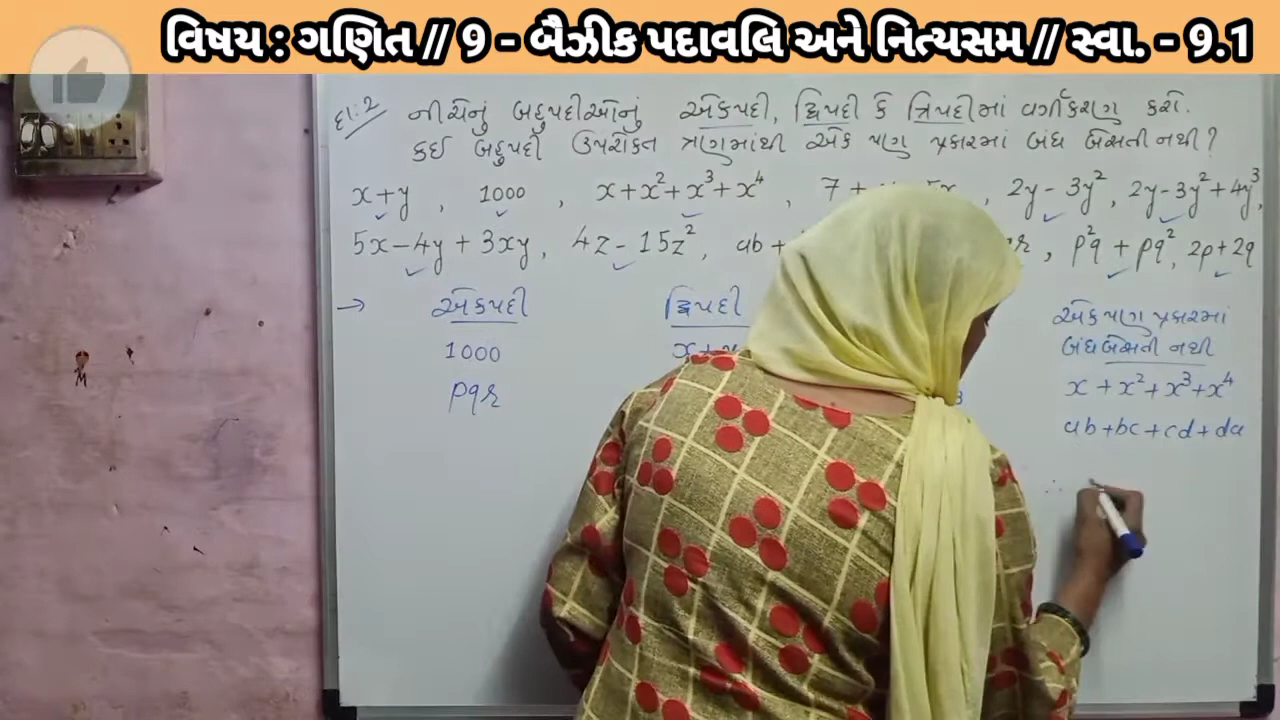 વિષય : ગણિત // 9 - બૈઝીક પદાવલિ અને નિત્યસમ // સ્વા. - 9.1
દા:2 નીચેનું બહુપદીઓનું એકપદી, દ્વિપદી કે ત્રિપદીમાં વર્ગીકરણ કરો.
કઈ બહુપદી ઉપરોક્ત ત્રણમાંથી એક પણ પ્રકારમાં બંધ બેસતી નથી?
x+y, 1000, x+x²+x³+x⁴, 7 + 5x, 2y-3y², 2y-3y²+4y³,
5x-4y+3xy, 4z-15z², ab+ r, p²q+pq², 2p+2q
→ એકપદી દ્વિપદી એક પણ પ્રકારમાં
બંધબેસતી નથી
1000 x+y x+x²+x³+x⁴
pqr 3 ab+bc+cd+da